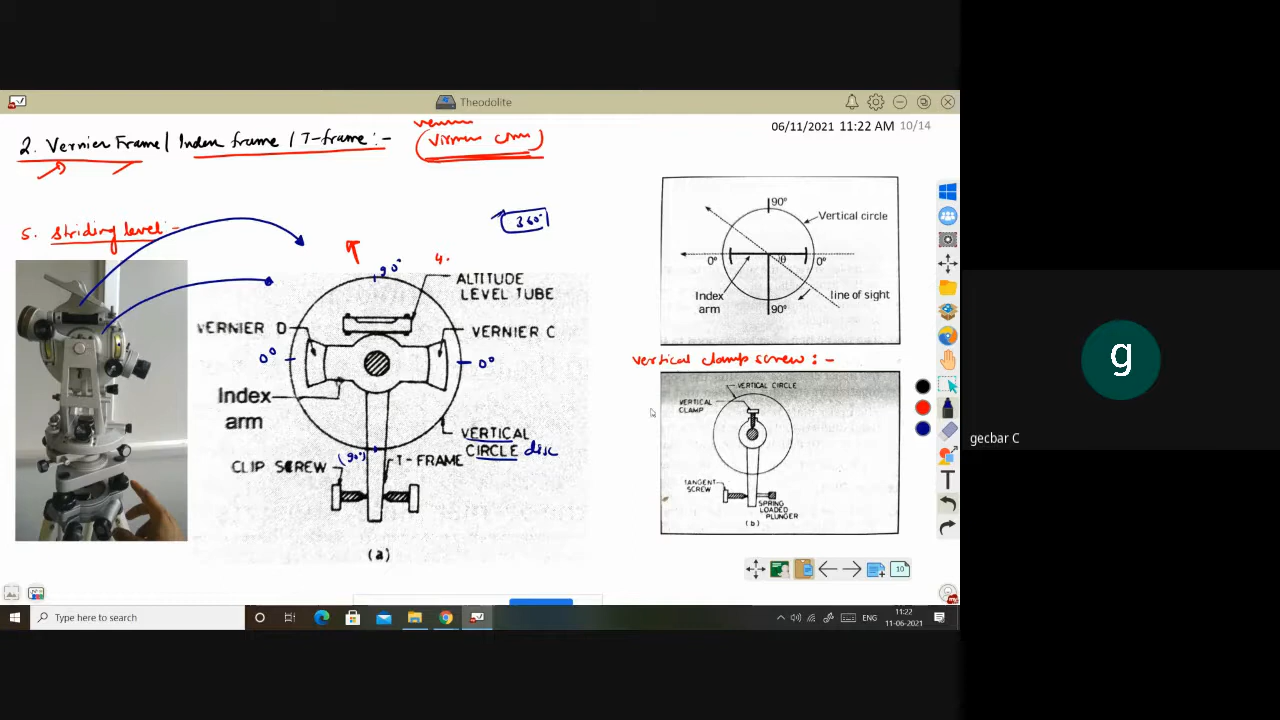 Theodolite
06/11/2021 11:22 AM 10/14
2. Vernier Frame / Index frame / T-frame :-
5. Striding level :-
360°
4.
90°
ALTITUDE
LEVEL TUBE
VERNIER D
VERNIER C
0°
0°
Index
arm
VERTICAL
CIRCLE disc
(90°)
CLIP SCREW
T-FRAME
(a)
90°
Vertical circle
0°
θ
0°
Index
arm
line of sight
90°
Vertical clamp screw :-
VERTICAL CIRCLE
VERTICAL
CLAMP
TANGENT
SCREW
SPRING
LOADED
PLUNGER
(b)
T
10
g
gecbar C
Type here to search
ENG
11:22
11-06-2021